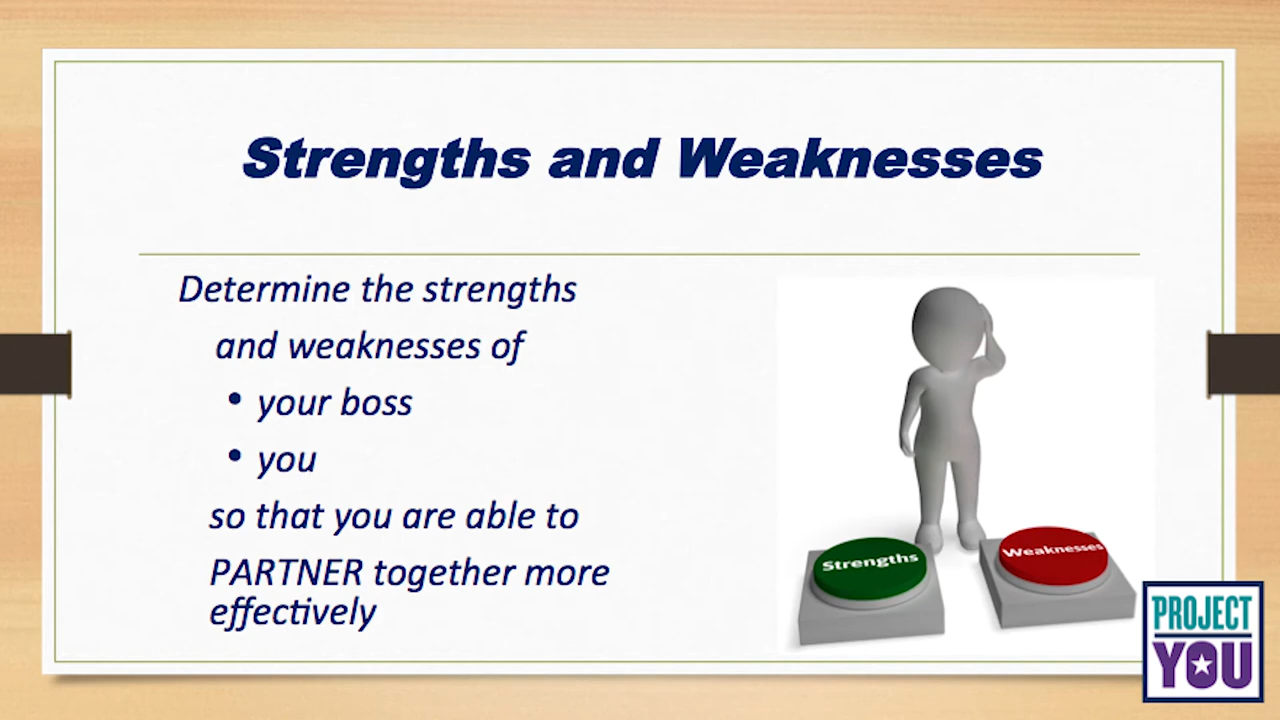 Strengths and Weaknesses
Determine the strengths
and weaknesses of
• your boss
• you
so that you are able to
PARTNER together more
effectively
Strengths
Weaknesses
PROJECT
YOU